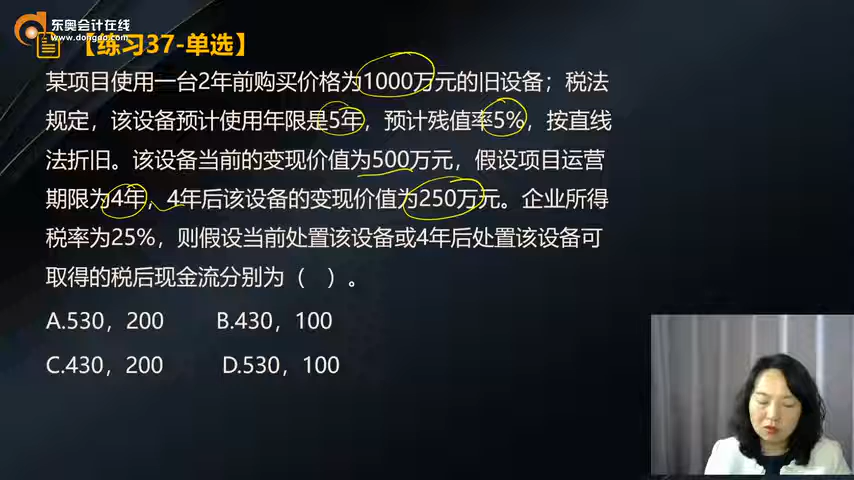 东奥会计在线
www.dongao.com
【练习37-单选】
某项目使用一台2年前购买价格为1000万元的旧设备；税法
规定，该设备预计使用年限是5年，预计残值率5%，按直线
法折旧。该设备当前的变现价值为500万元，假设项目运营
期限为4年，4年后该设备的变现价值为250万元。企业所得
税率为25%，则假设当前处置该设备或4年后处置该设备可
取得的税后现金流分别为（ ）。
A.530，200 B.430，100
C.430，200 D.530，100